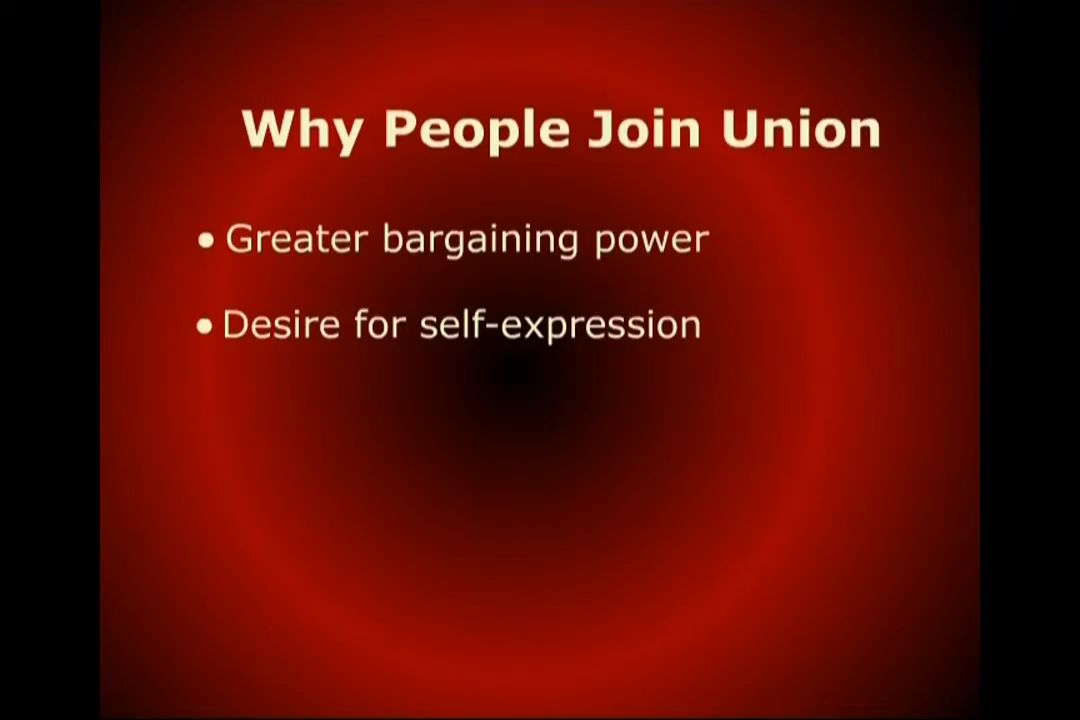 Why People Join Union
• Greater bargaining power
• Desire for self-expression